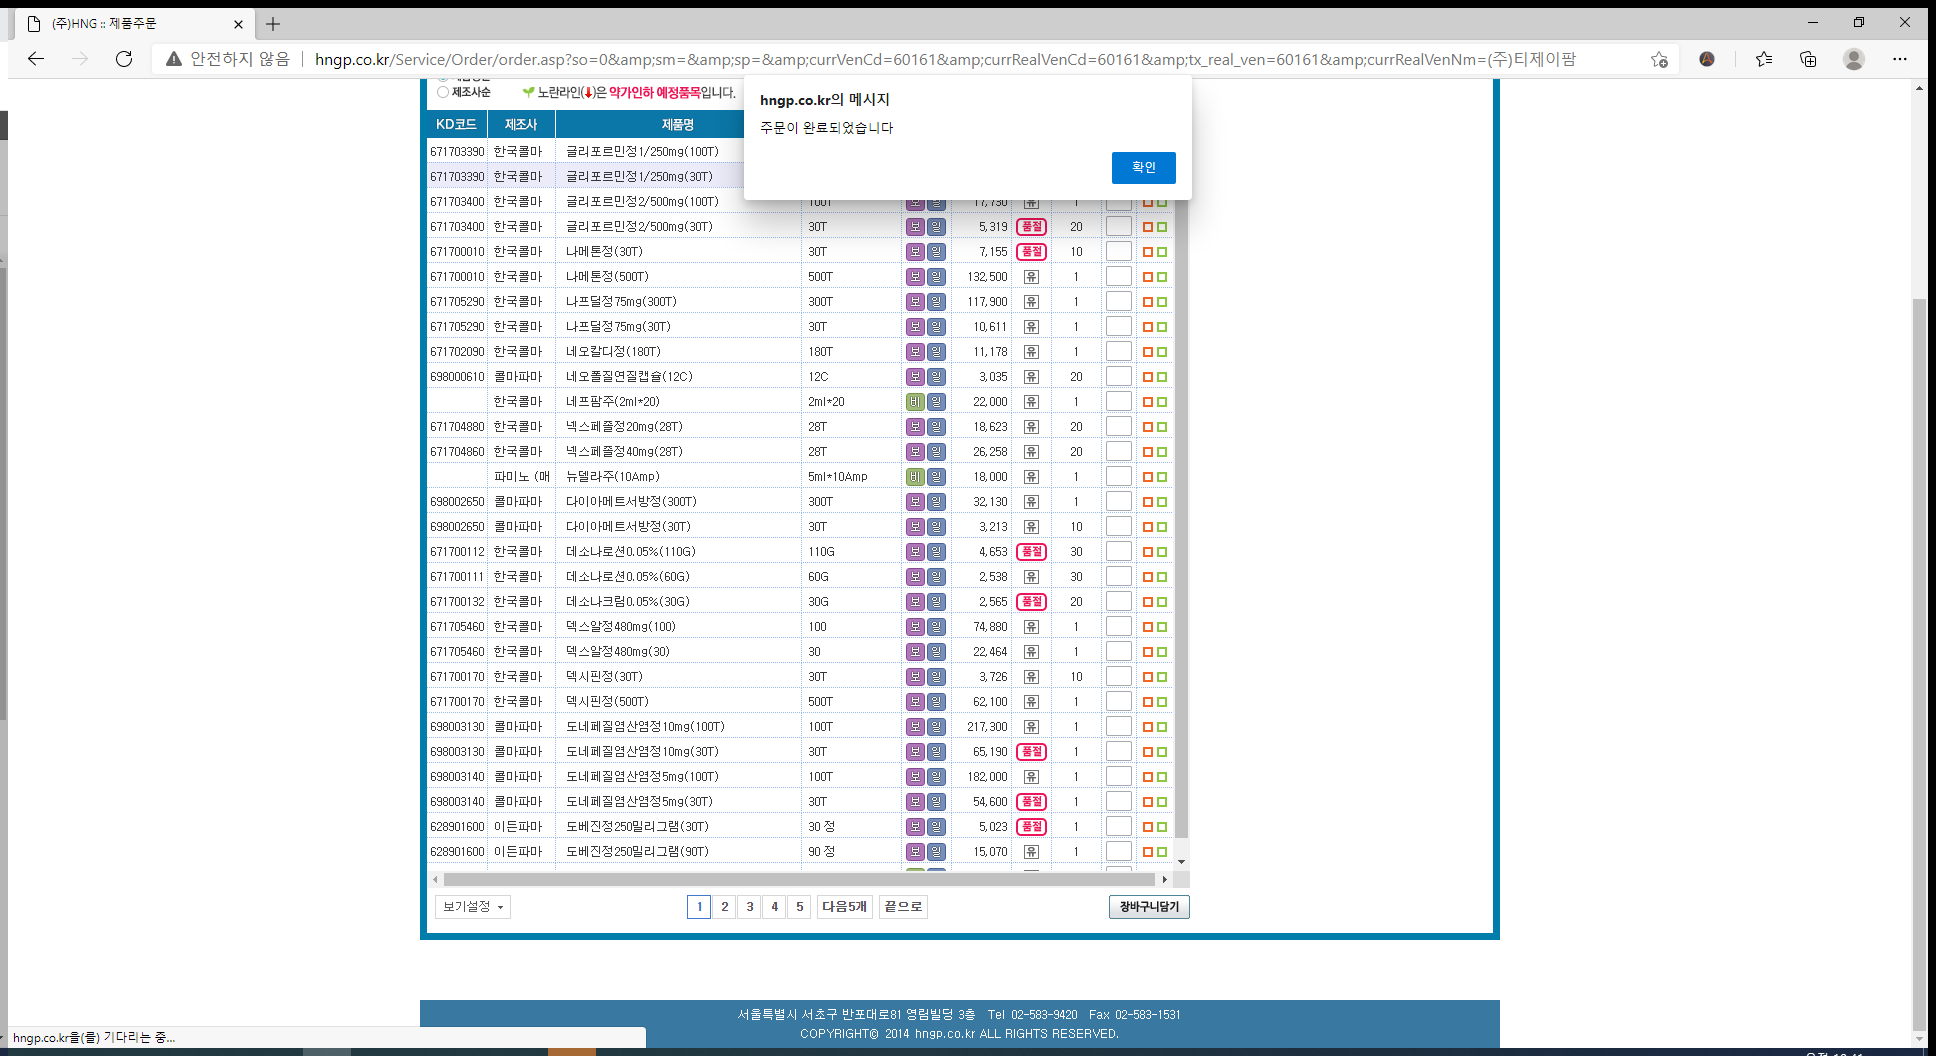 (주)HNG :: 제품주문
안전하지 않음 hngp.co.kr/Service/Order/order.asp?so=0&amp;sm=&amp;sp=&amp;currVenCd=60161&amp;currRealVenCd=60161&amp;tx_real_ven=60161&amp;currRealVenNm=(주)티제이팜
제조사순 노란라인(↓)은 약가인하 예정품목입니다.
hngp.co.kr의 메시지
주문이 완료되었습니다
확인
KD코드 제조사 제품명
671703390 한국콜마 글리포르민정1/250mg(100T)
671703390 한국콜마 글리포르민정1/250mg(30T)
671703400 한국콜마 글리포르민정2/500mg(100T) 100T 보 일 17,730 유 1
671703400 한국콜마 글리포르민정2/500mg(30T) 30T 보 일 5,319 품절 20
671700010 한국콜마 나메톤정(30T) 30T 보 일 7,155 품절 10
671700010 한국콜마 나메톤정(500T) 500T 보 일 132,500 유 1
671705290 한국콜마 나프덜정75mg(300T) 300T 보 일 117,900 유 1
671705290 한국콜마 나프덜정75mg(30T) 30T 보 일 10,611 유 1
671702090 한국콜마 네오칼디정(180T) 180T 보 일 11,178 유 1
698000610 콜마파마 네오폴질연질캡슐(12C) 12C 보 일 3,035 유 20
한국콜마 네프팜주(2ml*20) 2ml*20 비 일 22,000 유 1
671704880 한국콜마 넥스페졸정20mg(28T) 28T 보 일 18,623 유 20
671704860 한국콜마 넥스페졸정40mg(28T) 28T 보 일 26,258 유 20
파미노 (매 뉴델라주(10Amp) 5ml*10Amp 비 일 18,000 유 1
698002650 콜마파마 다이아메트서방정(300T) 300T 보 일 32,130 유 1
698002650 콜마파마 다이아메트서방정(30T) 30T 보 일 3,213 유 10
671700112 한국콜마 데소나로션0.05%(110G) 110G 보 일 4,653 품절 30
671700111 한국콜마 데소나로션0.05%(60G) 60G 보 일 2,538 유 30
671700132 한국콜마 데소나크림0.05%(30G) 30G 보 일 2,565 품절 20
671705460 한국콜마 덱스알정480mg(100) 100 보 일 74,880 유 1
671705460 한국콜마 덱스알정480mg(30) 30 보 일 22,464 유 1
671700170 한국콜마 덱시핀정(30T) 30T 보 일 3,726 유 10
671700170 한국콜마 덱시핀정(500T) 500T 보 일 62,100 유 1
698003130 콜마파마 도네페질염산염정10mg(100T) 100T 보 일 217,300 유 1
698003130 콜마파마 도네페질염산염정10mg(30T) 30T 보 일 65,190 품절 1
698003140 콜마파마 도네페질염산염정5mg(100T) 100T 보 일 182,000 유 1
698003140 콜마파마 도네페질염산염정5mg(30T) 30T 보 일 54,600 품절 1
628901600 이든파마 도베진정250밀리그램(30T) 30 정 보 일 5,023 품절 1
628901600 이든파마 도베진정250밀리그램(90T) 90 정 보 일 15,070 유 1
보기설정 1 2 3 4 5 다음5개 끝으로 장바구니담기
서울특별시 서초구 반포대로81 영림빌딩 3층 Tel 02-583-9420 Fax 02-583-1531
COPYRIGHT© 2014 hngp.co.kr ALL RIGHTS RESERVED.
hngp.co.kr을(를) 기다리는 중...